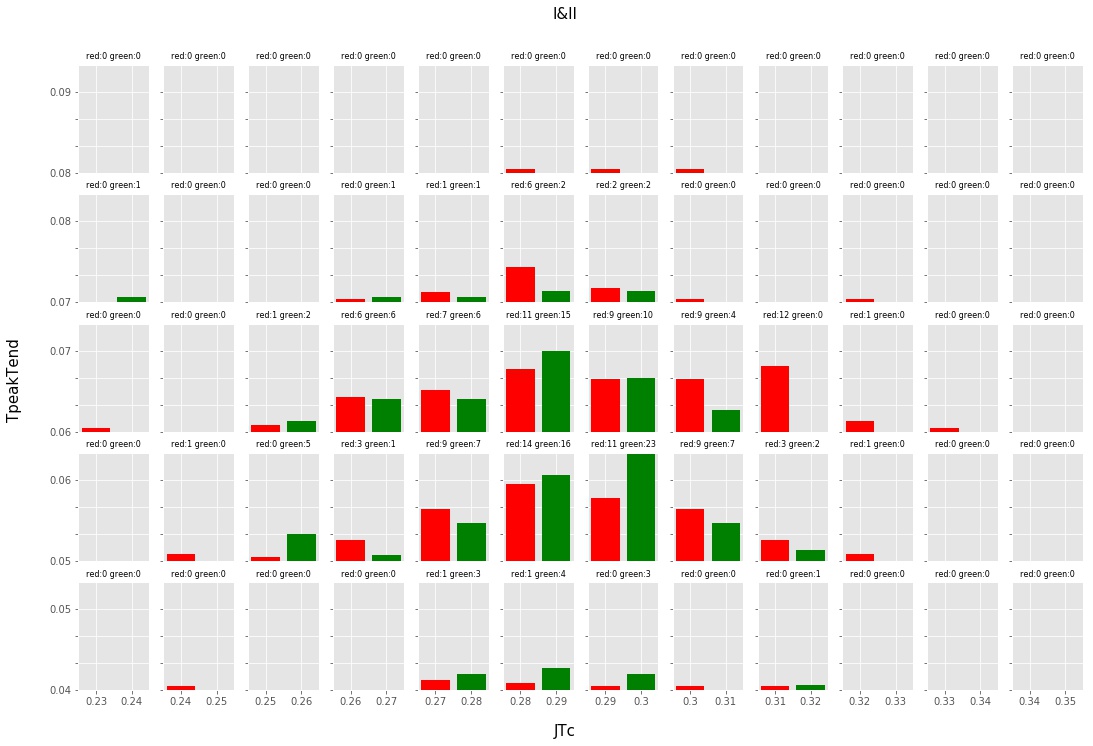 I&II
red:0 green:0 red:0 green:0 red:0 green:0 red:0 green:0 red:0 green:0 red:0 green:0 red:0 green:0 red:0 green:0 red:0 green:0 red:0 green:0 red:0 green:0 red:0 green:0
0.09
0.08
red:0 green:1 red:0 green:0 red:0 green:0 red:0 green:1 red:1 green:1 red:6 green:2 red:2 green:2 red:0 green:0 red:0 green:0 red:0 green:0 red:0 green:0 red:0 green:0
0.08
0.07
red:0 green:0 red:0 green:0 red:1 green:2 red:6 green:6 red:7 green:6 red:11 green:15 red:9 green:10 red:9 green:4 red:12 green:0 red:1 green:0 red:0 green:0 red:0 green:0
TpeakTend
0.07
0.06
red:0 green:0 red:1 green:0 red:0 green:5 red:3 green:1 red:9 green:7 red:14 green:16 red:11 green:23 red:9 green:7 red:3 green:2 red:1 green:0 red:0 green:0 red:0 green:0
0.06
0.05
red:0 green:0 red:0 green:0 red:0 green:0 red:0 green:0 red:1 green:3 red:1 green:4 red:0 green:3 red:0 green:0 red:0 green:1 red:0 green:0 red:0 green:0 red:0 green:0
0.05
0.04
0.23 0.24 0.24 0.25 0.25 0.26 0.26 0.27 0.27 0.28 0.28 0.29 0.29 0.3 0.3 0.31 0.31 0.32 0.32 0.33 0.33 0.34 0.34 0.35
JTc